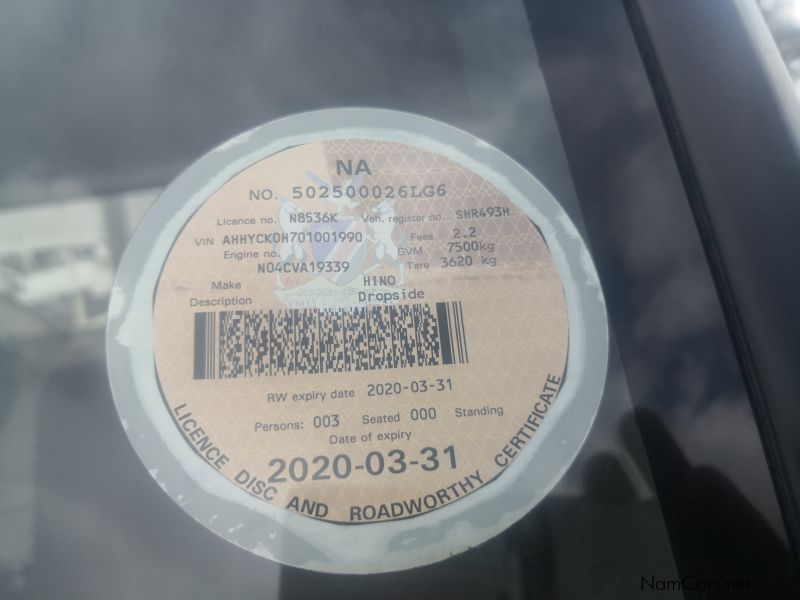 NA
NO. 502500026LG6
Licence no. N8536K Veh. register no. SHR493H
VIN AHHYCK0H701001990 Fees 2.2
Engine no. N04CVA19339 GVM 7500kg
Tare 3620 kg
Make HINO
Description Dropside
UNITY
RW expiry date 2020-03-31
Persons: 003 Seated 000 Standing
Date of expiry
2020-03-31
LICENCE DISC AND ROADWORTHY CERTIFICATE
NamCars.net